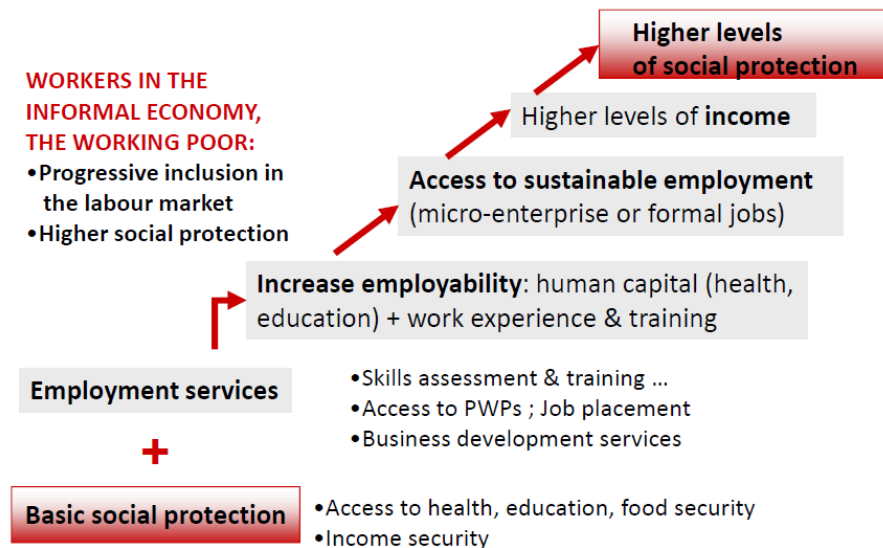 Higher levels
of social protection
WORKERS IN THE
INFORMAL ECONOMY,
THE WORKING POOR:
•Progressive inclusion in
the labour market
•Higher social protection
Higher levels of income
Access to sustainable employment
(micro-enterprise or formal jobs)
Increase employability: human capital (health,
education) + work experience & training
Employment services
•Skills assessment & training ...
•Access to PWPs ; Job placement
•Business development services
+
Basic social protection
•Access to health, education, food security
•Income security